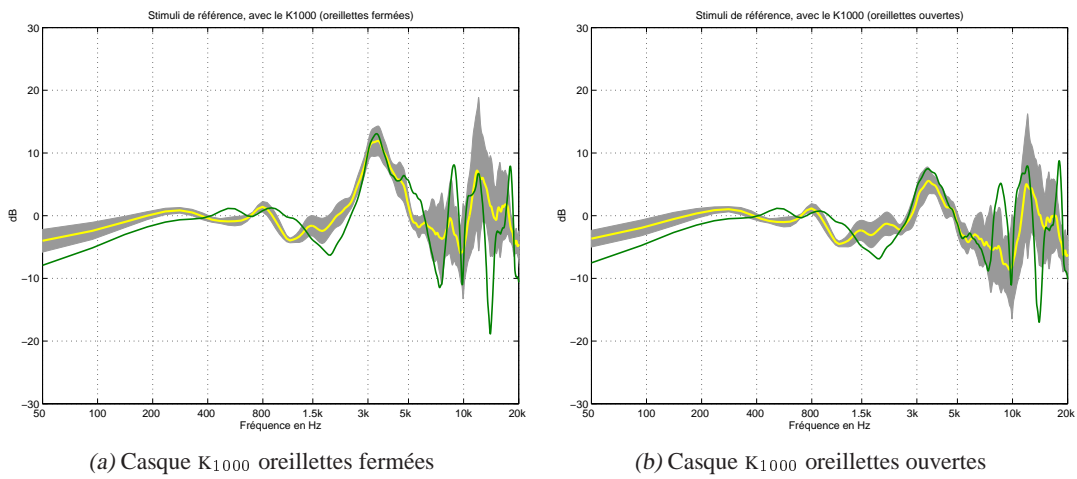 Stimuli de référence, avec le K1000 (oreillettes fermées)
30
20
10
0
−10
−20
−30
dB
50 100 200 400 800 1.5k 3k 5k 10k 20k
Fréquence en Hz
(a) Casque K1000 oreillettes fermées
Stimuli de référence, avec le K1000 (oreillettes ouvertes)
30
20
10
0
−10
−20
−30
dB
50 100 200 400 800 1.5k 3k 5k 10k 20k
Fréquence en Hz
(b) Casque K1000 oreillettes ouvertes